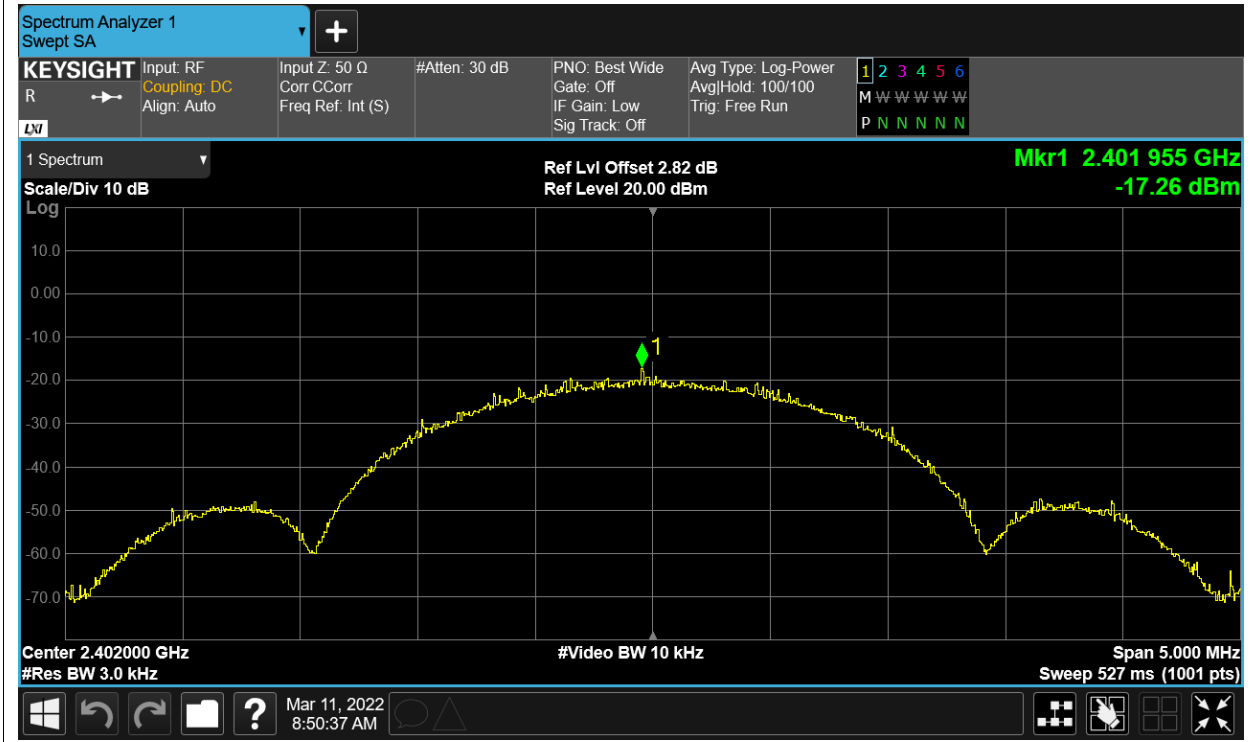 Spectrum Analyzer 1
Swept SA
+
KEYSIGHT
R
LXI
Input: RF
Coupling: DC
Align: Auto
Input Z: 50 Ω
Corr CCorr
Freq Ref: Int (S)
#Atten: 30 dB
PNO: Best Wide
Gate: Off
IF Gain: Low
Sig Track: Off
Avg Type: Log-Power
Avg|Hold: 100/100
Trig: Free Run
1 2 3 4 5 6
M W W W W W W
P N N N N N N
1 Spectrum
Scale/Div 10 dB
Log
Ref Lvl Offset 2.82 dB
Ref Level 20.00 dBm
Mkr1 2.401 955 GHz
-17.26 dBm
10.0
0.00
-10.0
-20.0
-30.0
-40.0
-50.0
-60.0
-70.0
1
Center 2.402000 GHz
#Res BW 3.0 kHz
#Video BW 10 kHz
Span 5.000 MHz
Sweep 527 ms (1001 pts)
?
Mar 11, 2022
8:50:37 AM